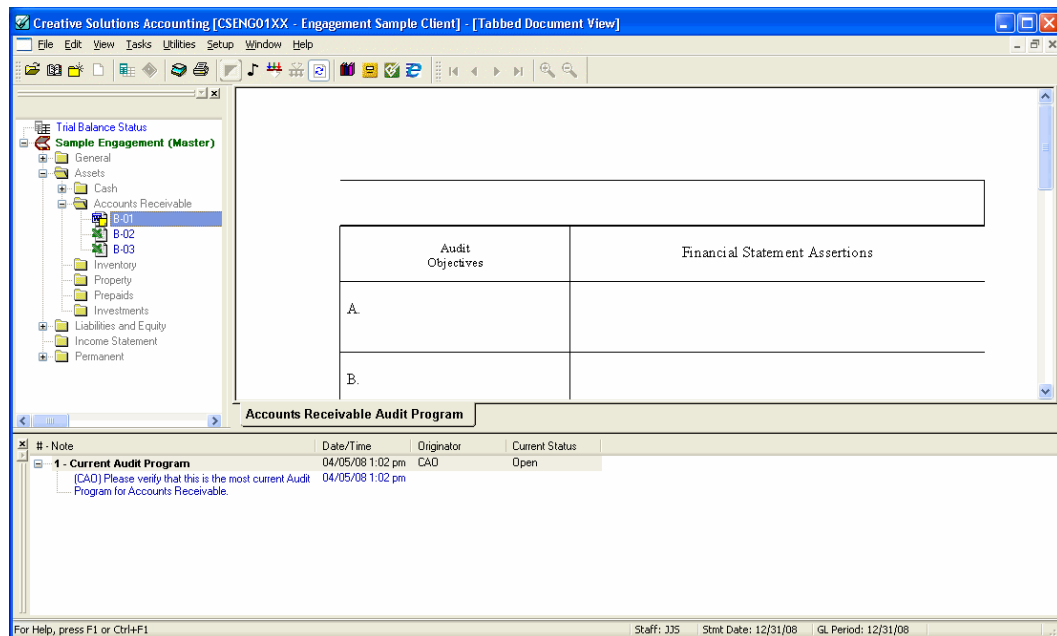 Creative Solutions Accounting [CSENG01XX - Engagement Sample Client] - [Tabbed Document View]
File Edit View Tasks Utilities Setup Window Help
Trial Balance Status
Sample Engagement (Master)
General
Assets
Cash
Accounts Receivable
B-01
B-02
B-03
Inventory
Property
Prepaids
Investments
Liabilities and Equity
Income Statement
Permanent
Audit
Objectives
Financial Statement Assertions
A.
B.
Accounts Receivable Audit Program
# - Note Date/Time Originator Current Status
1 - Current Audit Program 04/05/08 1:02 pm CAO Open
(CAO) Please verify that this is the most current Audit 04/05/08 1:02 pm
Program for Accounts Receivable.
For Help, press F1 or Ctrl+F1 Staff: JJS Stmt Date: 12/31/08 GL Period: 12/31/08